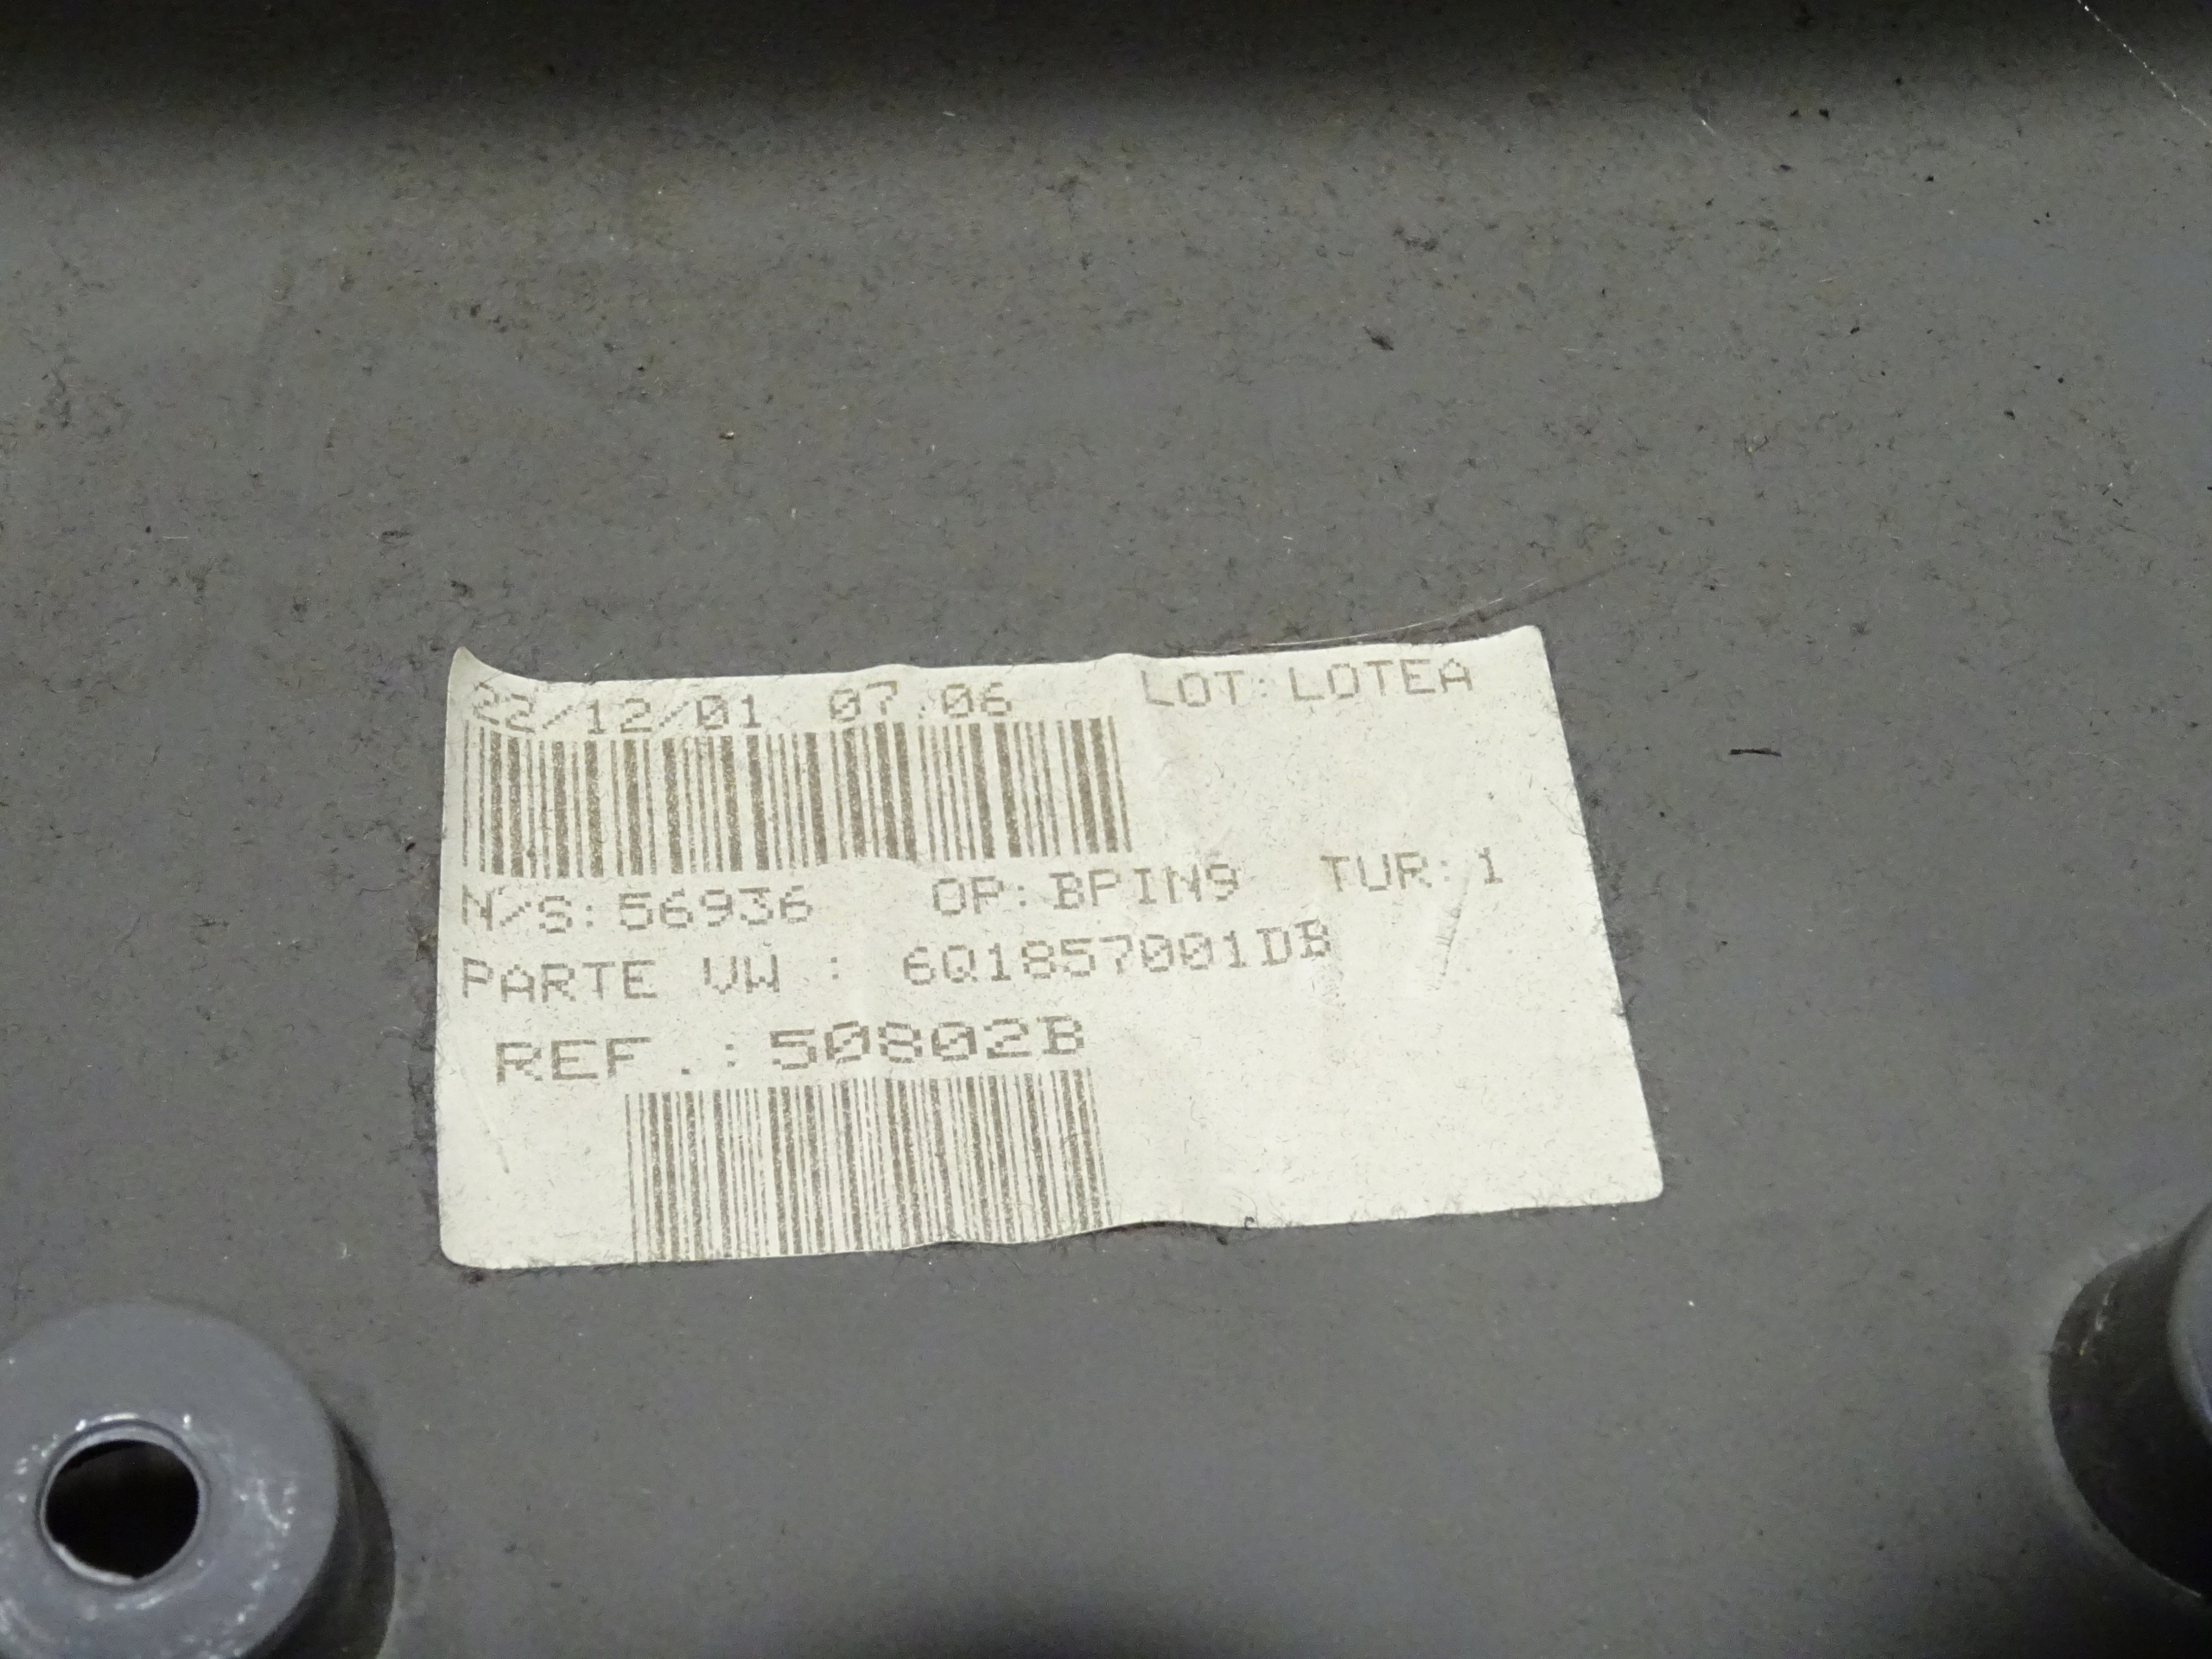 22/12/01 07:06 LOT:LOTEA
N/S:56936 OP:BPIN9 TUR:1
PARTE VW : 6Q1857001DB
REF.:50802B